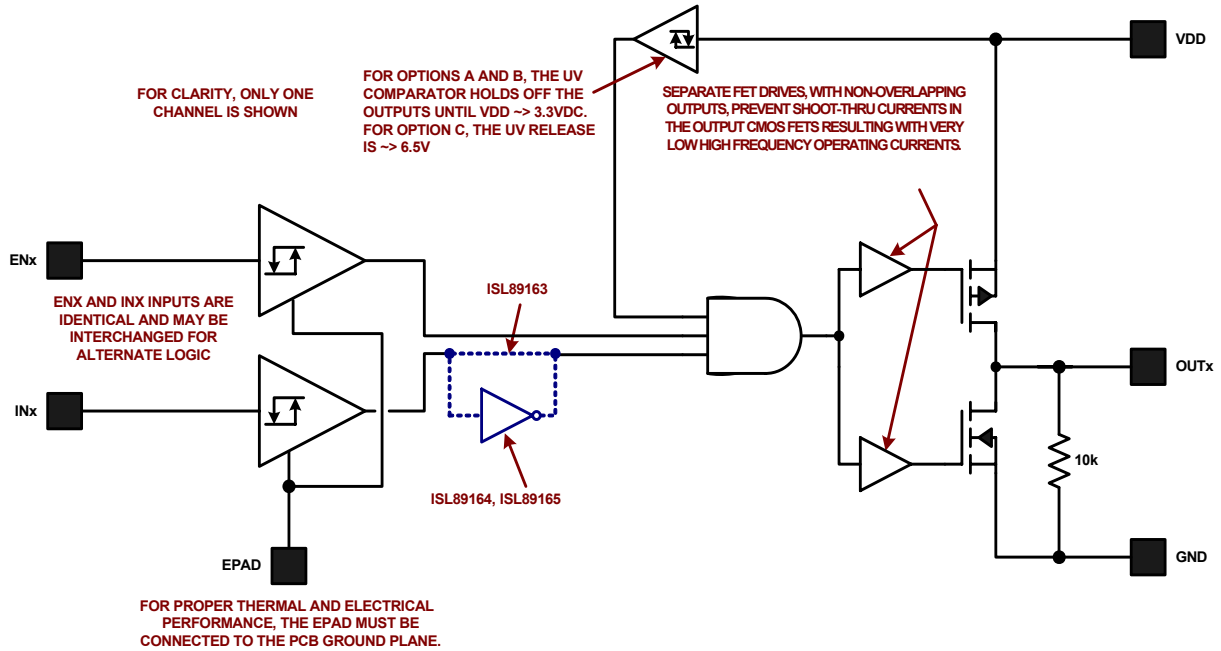 VDD
FOR OPTIONS A AND B, THE UV
COMPARATOR HOLDS OFF THE
OUTPUTS UNTIL VDD ~> 3.3VDC.
FOR OPTION C, THE UV RELEASE
IS ~> 6.5V
FOR CLARITY, ONLY ONE
CHANNEL IS SHOWN
SEPARATE FET DRIVES, WITH NON-OVERLAPPING
OUTPUTS, PREVENT SHOOT-THRU CURRENTS IN
THE OUTPUT CMOS FETS RESULTING WITH VERY
LOW HIGH FREQUENCY OPERATING CURRENTS.
ENx
ENX AND INX INPUTS ARE
IDENTICAL AND MAY BE
INTERCHANGED FOR
ALTERNATE LOGIC
ISL89163
OUTx
INx
10k
ISL89164, ISL89165
GND
EPAD
FOR PROPER THERMAL AND ELECTRICAL
PERFORMANCE, THE EPAD MUST BE
CONNECTED TO THE PCB GROUND PLANE.